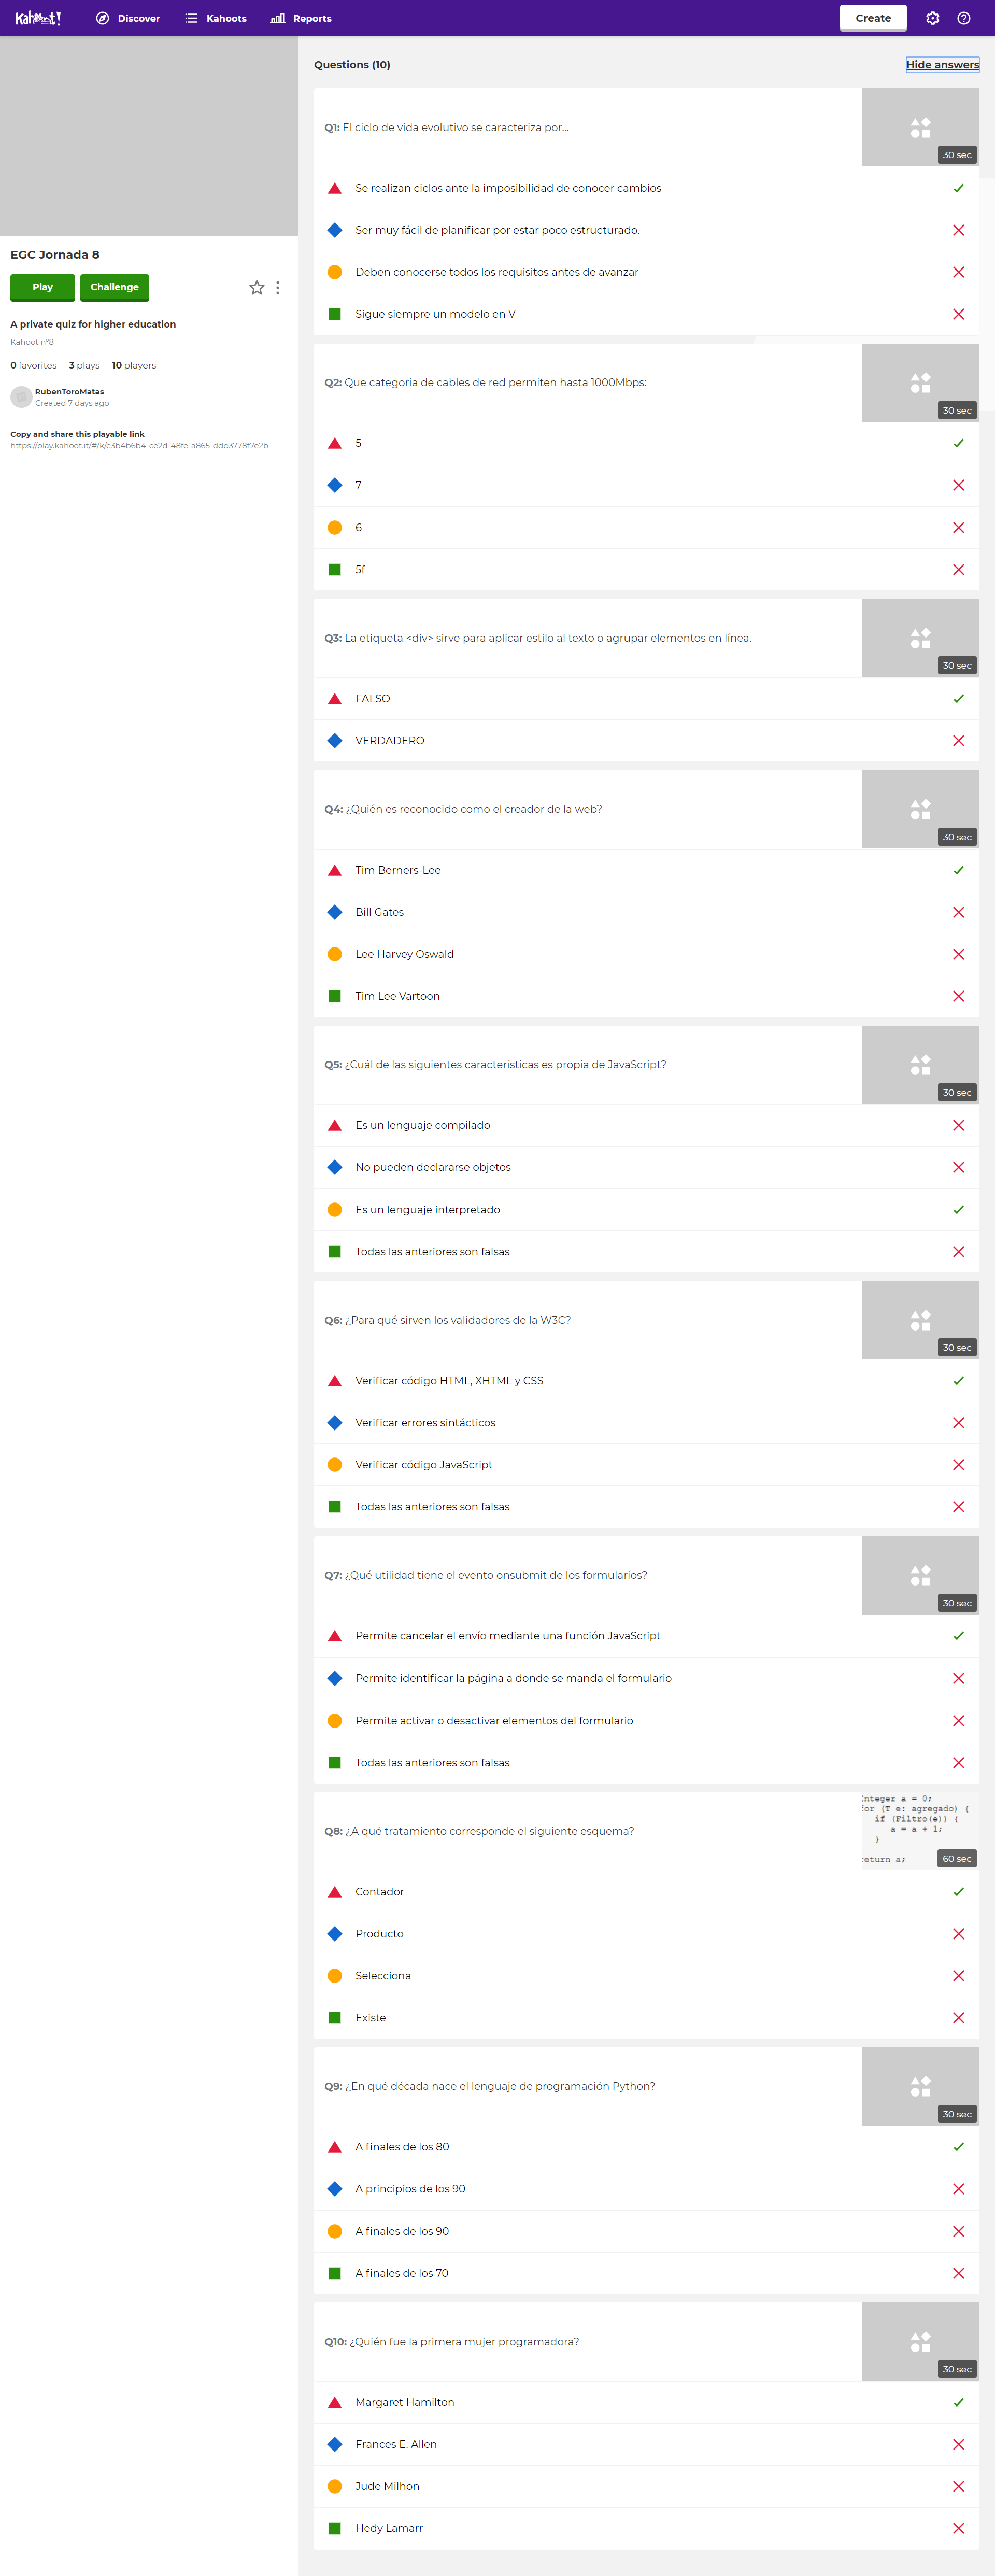 Kahoot!
Discover
Kahoots
Reports
Create
EGC Jornada 8
Play
Challenge
A private quiz for higher education
Kahoot nº8
0 favorites 3 plays 10 players
RubenToroMatas
Created 7 days ago
Copy and share this playable link
https://play.kahoot.it/#/k/e3b4b6b4-ce2d-48fe-a865-ddd3778f7e2b
Questions (10)
Hide answers
Q1: El ciclo de vida evolutivo se caracteriza por...
30 sec
Se realizan ciclos ante la imposibilidad de conocer cambios
Ser muy fácil de planificar por estar poco estructurado.
Deben conocerse todos los requisitos antes de avanzar
Sigue siempre un modelo en V
Q2: Que categoria de cables de red permiten hasta 1000Mbps:
30 sec
5
7
6
5f
Q3: La etiqueta <div> sirve para aplicar estilo al texto o agrupar elementos en línea.
30 sec
FALSO
VERDADERO
Q4: ¿Quién es reconocido como el creador de la web?
30 sec
Tim Berners-Lee
Bill Gates
Lee Harvey Oswald
Tim Lee Vartoon
Q5: ¿Cuál de las siguientes características es propia de JavaScript?
30 sec
Es un lenguaje compilado
No pueden declararse objetos
Es un lenguaje interpretado
Todas las anteriores son falsas
Q6: ¿Para qué sirven los validadores de la W3C?
30 sec
Verificar código HTML, XHTML y CSS
Verificar errores sintácticos
Verificar código JavaScript
Todas las anteriores son falsas
Q7: ¿Qué utilidad tiene el evento onsubmit de los formularios?
30 sec
Permite cancelar el envío mediante una función JavaScript
Permite identificar la página a donde se manda el formulario
Permite activar o desactivar elementos del formulario
Todas las anteriores son falsas
Q8: ¿A qué tratamiento corresponde el siguiente esquema?
Integer a = 0;
for (T e: agregado) {
if (Filtro(e)) {
a = a + 1;
}
return a;
60 sec
Contador
Producto
Selecciona
Existe
Q9: ¿En qué década nace el lenguaje de programación Python?
30 sec
A finales de los 80
A principios de los 90
A finales de los 90
A finales de los 70
Q10: ¿Quién fue la primera mujer programadora?
30 sec
Margaret Hamilton
Frances E. Allen
Jude Milhon
Hedy Lamarr